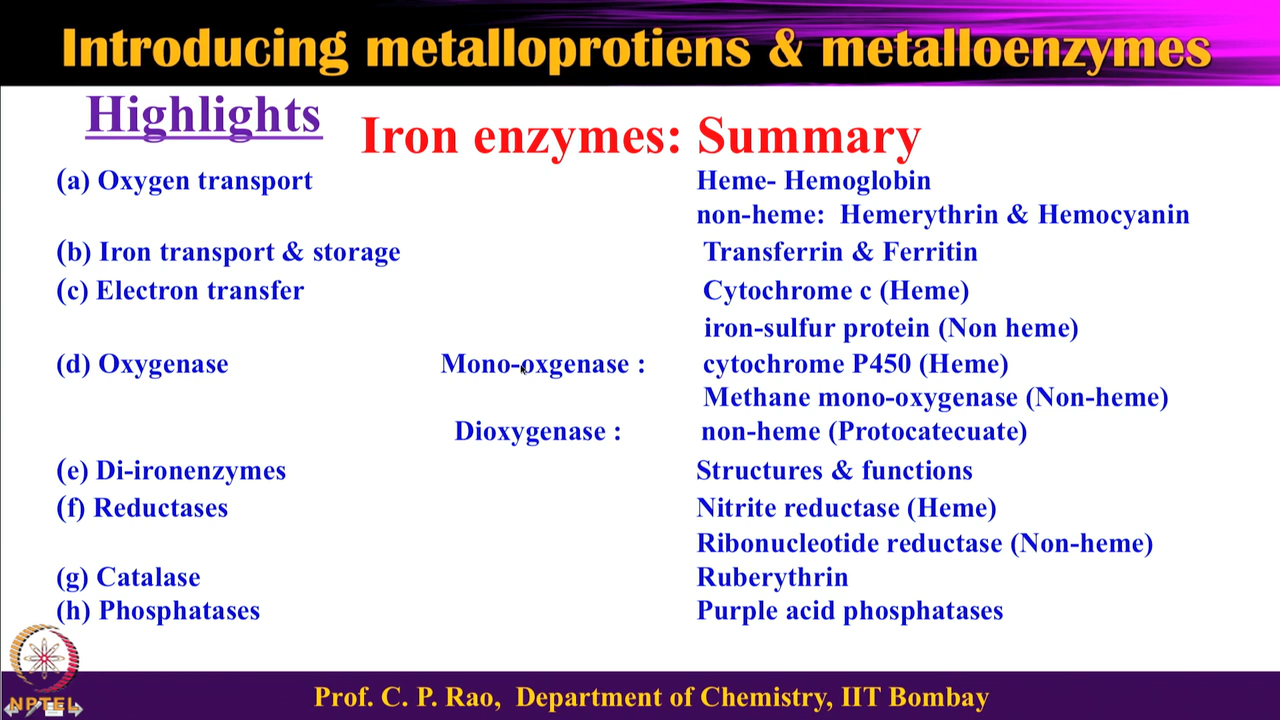 Introducing metalloprotiens & metalloenzymes
Highlights
Iron enzymes: Summary
(a) Oxygen transport Heme- Hemoglobin
non-heme: Hemerythrin & Hemocyanin
(b) Iron transport & storage Transferrin & Ferritin
(c) Electron transfer Cytochrome c (Heme)
iron-sulfur protein (Non heme)
(d) Oxygenase Mono-oxgenase : cytochrome P450 (Heme)
Methane mono-oxygenase (Non-heme)
Dioxygenase : non-heme (Protocatecuate)
(e) Di-ironenzymes Structures & functions
(f) Reductases Nitrite reductase (Heme)
Ribonucleotide reductase (Non-heme)
(g) Catalase Ruberythrin
(h) Phosphatases Purple acid phosphatases
NPTEL
Prof. C. P. Rao, Department of Chemistry, IIT Bombay